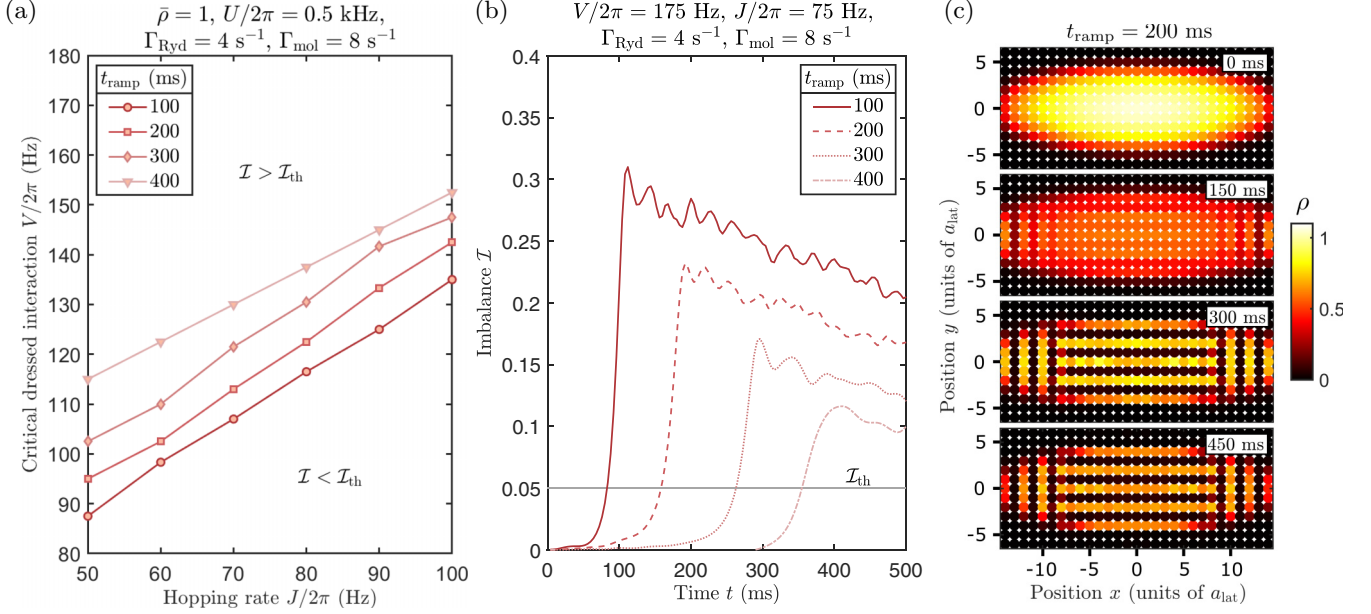 (a)
ρ̄ = 1, U/2π = 0.5 kHz,
Γ_Ryd = 4 s⁻¹, Γ_mol = 8 s⁻¹
t_ramp (ms)
100
200
300
400
I > I_th
I < I_th
180
170
160
150
140
130
120
110
100
90
80
50 60 70 80 90 100
Critical dressed interaction V/2π (Hz)
Hopping rate J/2π (Hz)
(b)
V/2π = 175 Hz, J/2π = 75 Hz,
Γ_Ryd = 4 s⁻¹, Γ_mol = 8 s⁻¹
t_ramp (ms)
100
200
300
400
I_th
0.4
0.35
0.3
0.25
0.2
0.15
0.1
0.05
0
0 100 200 300 400 500
Imbalance I
Time t (ms)
(c)
t_ramp = 200 ms
0 ms
5
0
-5
150 ms
5
0
-5
300 ms
5
0
-5
450 ms
5
0
-5
-10 -5 0 5 10
Position y (units of a_lat)
Position x (units of a_lat)
ρ
1
0.5
0